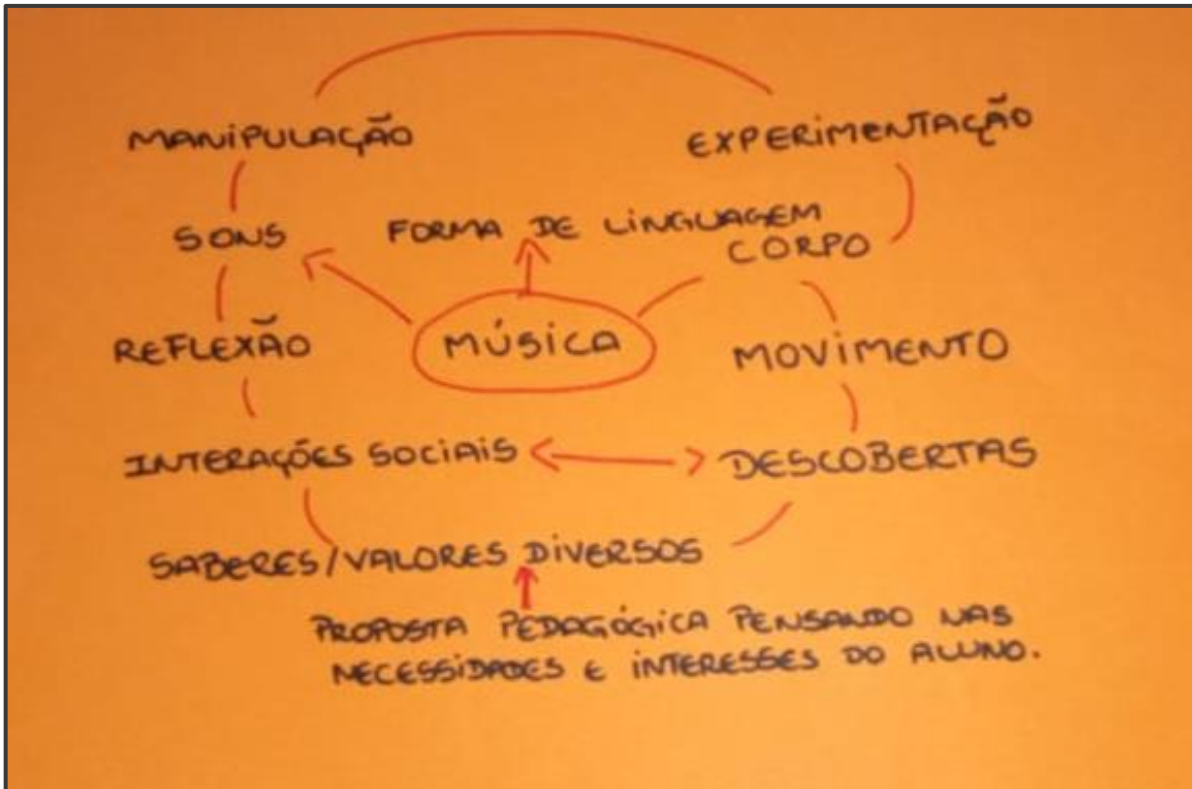 MANIPULAÇÃO
EXPERIMENTAÇÃO
SONS
FORMA DE LINGUAGEM
CORPO
REFLEXÃO
MÚSICA
MOVIMENTO
INTERAÇÕES SOCIAIS
DESCOBERTAS
SABERES/VALORES DIVERSOS
PROPOSTA PEDAGÓGICA PENSANDO NAS
NECESSIDADES E INTERESSES DO ALUNO.